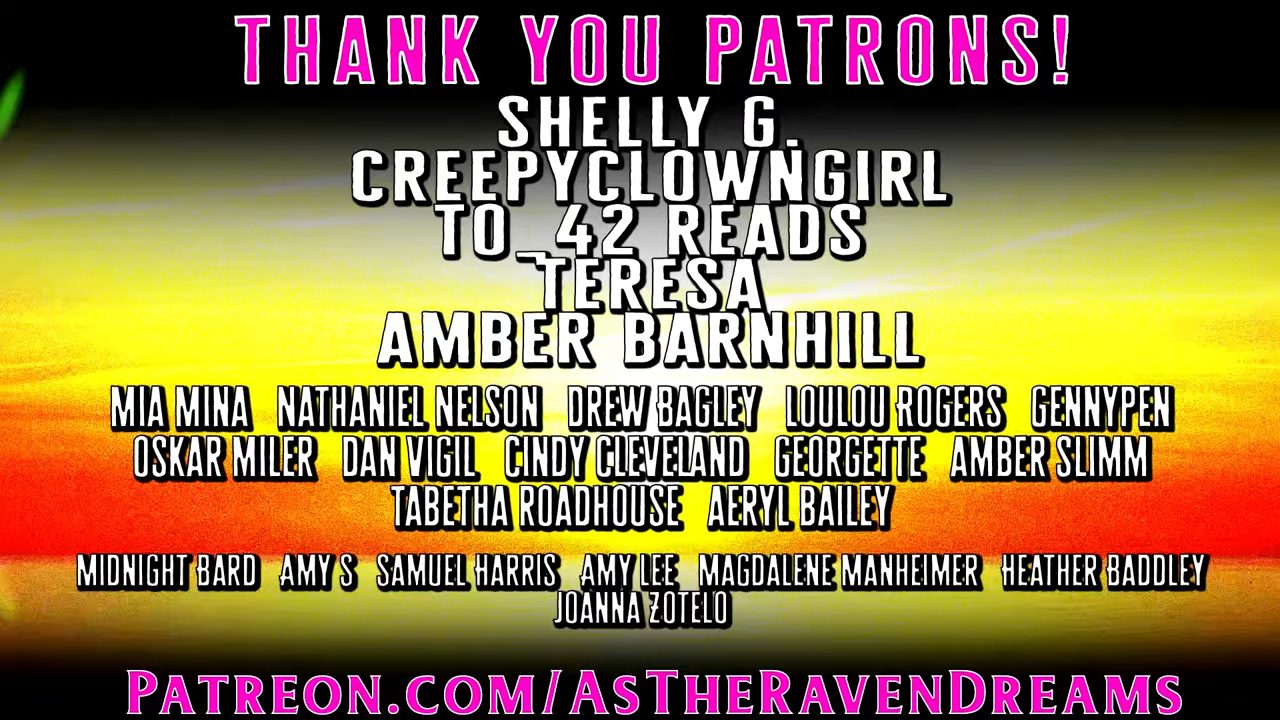 THANK YOU PATRONS!
SHELLY G.
CREEPYCLOWNGIRL
TO_42 READS
TERESA
AMBER BARNHILL
MIA MINA NATHANIEL NELSON DREW BAGLEY LOULOU ROGERS GENNYPEN
OSKAR MILER DAN VIGIL CINDY CLEVELAND GEORGETTE AMBER SLIMM
TABETHA ROADHOUSE AERYL BAILEY
MIDNIGHT BARD AMY S SAMUEL HARRIS AMY LEE MAGDALENE MANHEIMER HEATHER BADDLEY
JOANNA ZOTELO
PATREON.COM/ASTHERAVENDREAMS